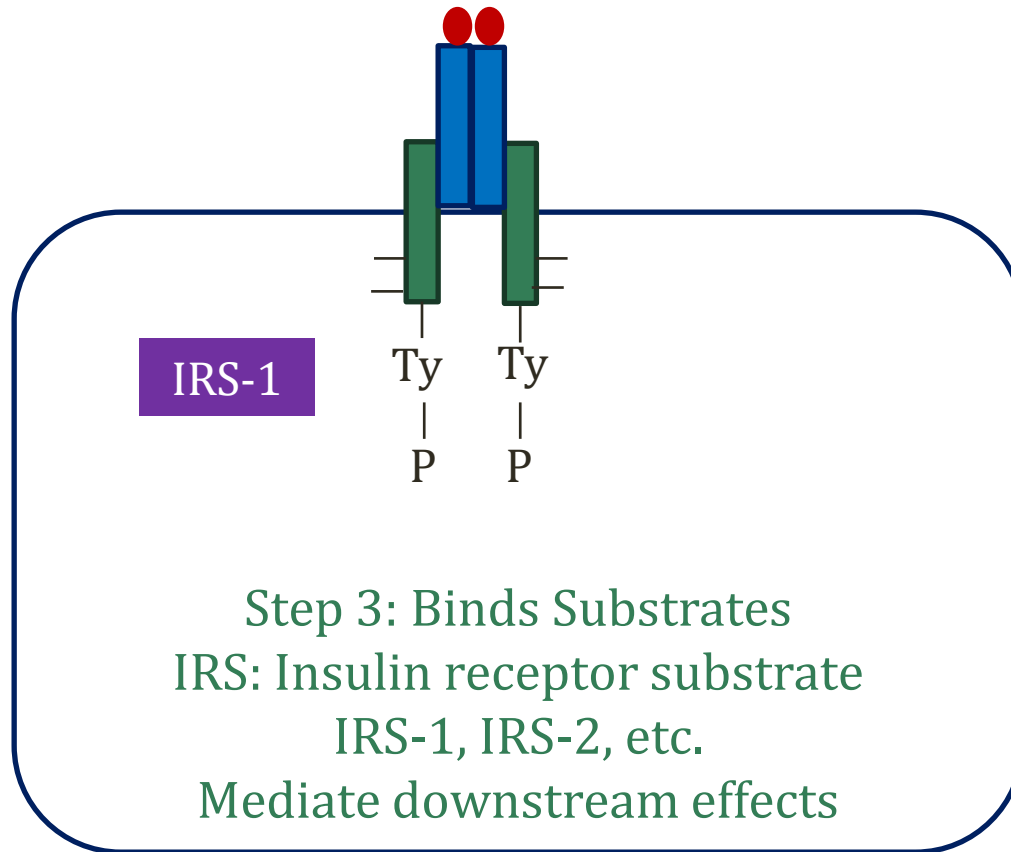 IRS-1
Ty Ty
P P
Step 3: Binds Substrates
IRS: Insulin receptor substrate
IRS-1, IRS-2, etc.
Mediate downstream effects